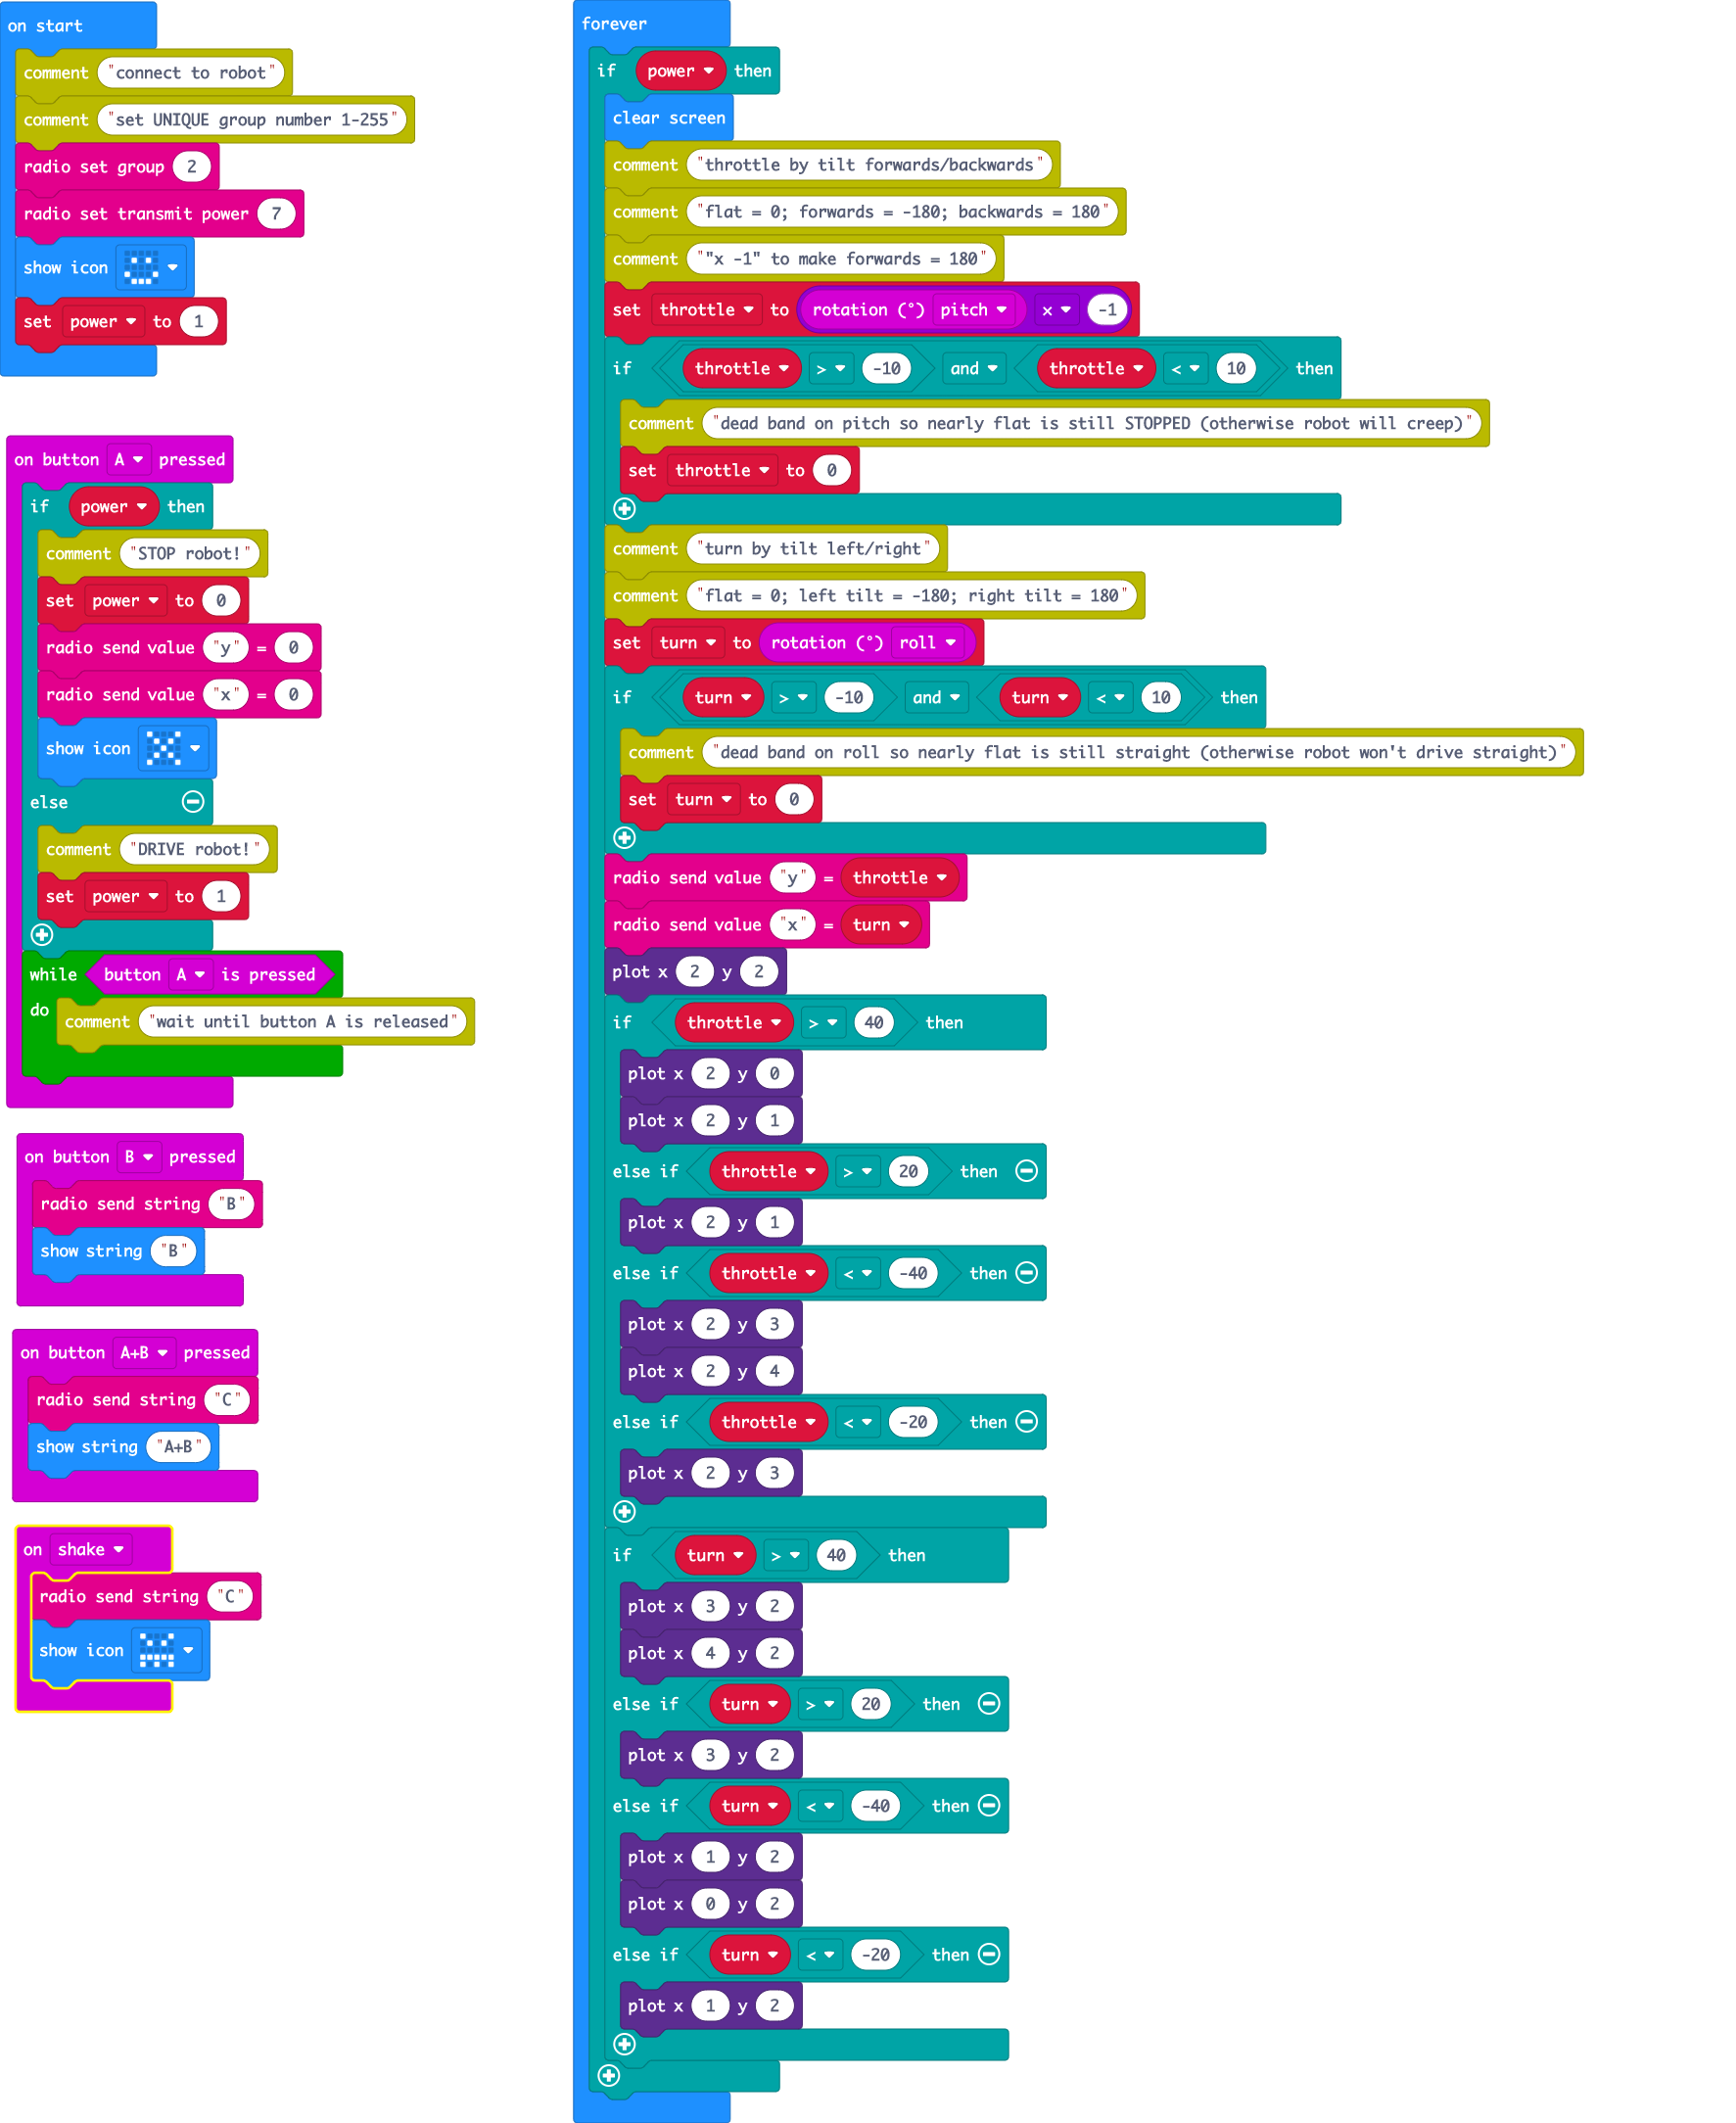 on start
comment "connect to robot"
comment "set UNIQUE group number 1-255"
radio set group 2
radio set transmit power 7
show icon
set power to 1
on button A pressed
if power then
comment "STOP robot!"
set power to 0
radio send value "y" = 0
radio send value "x" = 0
show icon
else
comment "DRIVE robot!"
set power to 1
while button A is pressed
do comment "wait until button A is released"
on button B pressed
radio send string "B"
show string "B"
on button A+B pressed
radio send string "C"
show string "A+B"
on shake
radio send string "C"
show icon
forever
if power then
clear screen
comment "throttle by tilt forwards/backwards"
comment "flat = 0; forwards = -180; backwards = 180"
comment ""x -1" to make forwards = 180"
set throttle to rotation (°) pitch x -1
if throttle > -10 and throttle < 10 then
comment "dead band on pitch so nearly flat is still STOPPED (otherwise robot will creep)"
set throttle to 0
comment "turn by tilt left/right"
comment "flat = 0; left tilt = -180; right tilt = 180"
set turn to rotation (°) roll
if turn > -10 and turn < 10 then
comment "dead band on roll so nearly flat is still straight (otherwise robot won't drive straight)"
set turn to 0
radio send value "y" = throttle
radio send value "x" = turn
plot x 2 y 2
if throttle > 40 then
plot x 2 y 0
plot x 2 y 1
else if throttle > 20 then
plot x 2 y 1
else if throttle < -40 then
plot x 2 y 3
plot x 2 y 4
else if throttle < -20 then
plot x 2 y 3
if turn > 40 then
plot x 3 y 2
plot x 4 y 2
else if turn > 20 then
plot x 3 y 2
else if turn < -40 then
plot x 1 y 2
plot x 0 y 2
else if turn < -20 then
plot x 1 y 2